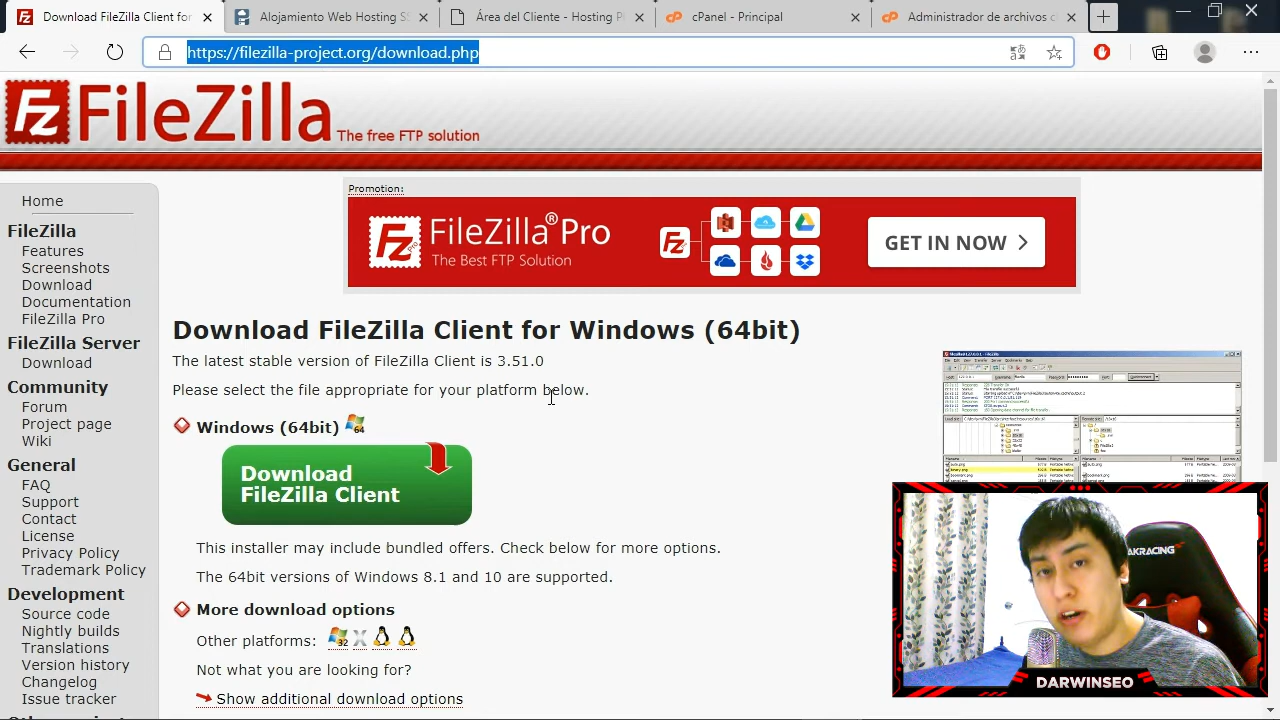 Download FileZilla Client for
Alojamiento Web Hosting S
Área del Cliente - Hosting P
cPanel - Principal
Administrador de archivos c
https://filezilla-project.org/download.php
FileZilla The free FTP solution
Home
FileZilla
Features
Screenshots
Download
Documentation
FileZilla Pro
FileZilla Server
Download
Community
Forum
Project page
Wiki
General
FAQ
Support
Contact
License
Privacy Policy
Trademark Policy
Development
Source code
Nightly builds
Translations
Version history
Changelog
Issue tracker
Promotion:
FileZilla® Pro
The Best FTP Solution
GET IN NOW
Download FileZilla Client for Windows (64bit)
The latest stable version of FileZilla Client is 3.51.0
Please select the file appropriate for your platform below.
Windows (64bit)
Download
FileZilla Client
This installer may include bundled offers. Check below for more options.
The 64bit versions of Windows 8.1 and 10 are supported.
More download options
Other platforms:
Not what you are looking for?
Show additional download options
AKRACING
DARWINSEO